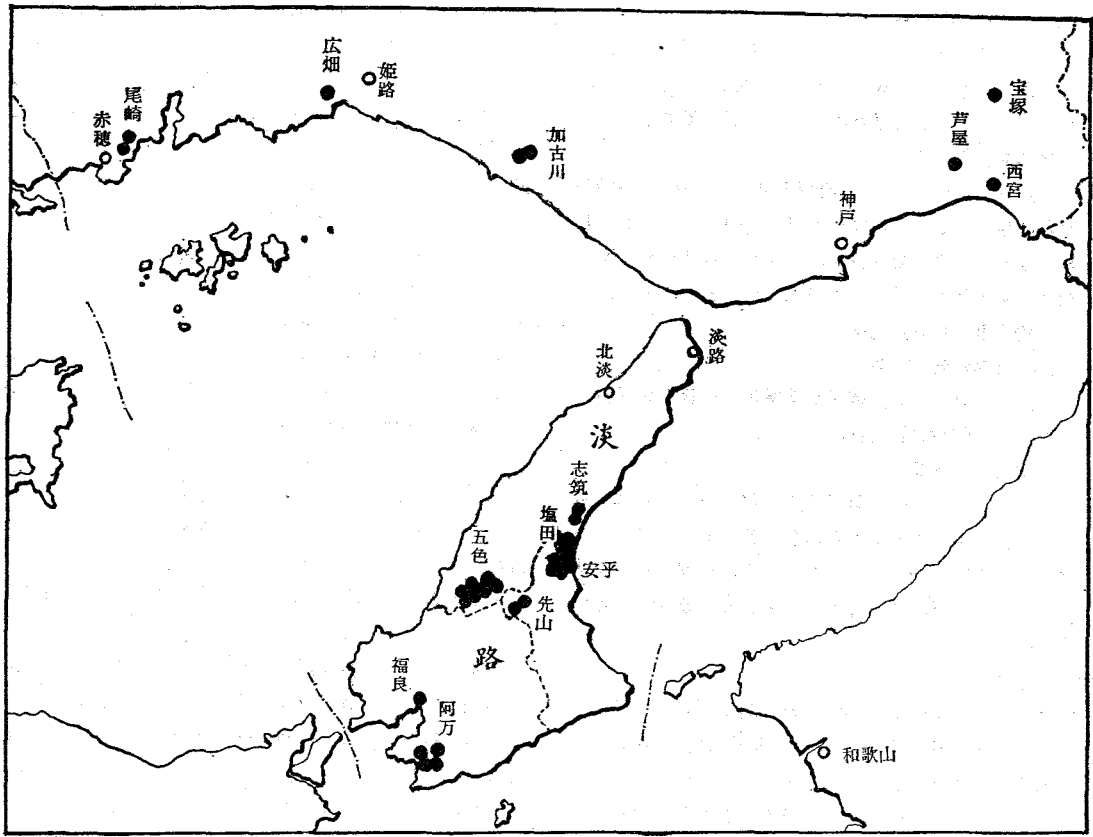 広畑
姫路
尾崎
赤穂
加古川
宝塚
芦屋
西宮
神戸
淡路
北淡
淡
志筑
塩田
五色
安乎
先山
路
福良
阿万
和歌山